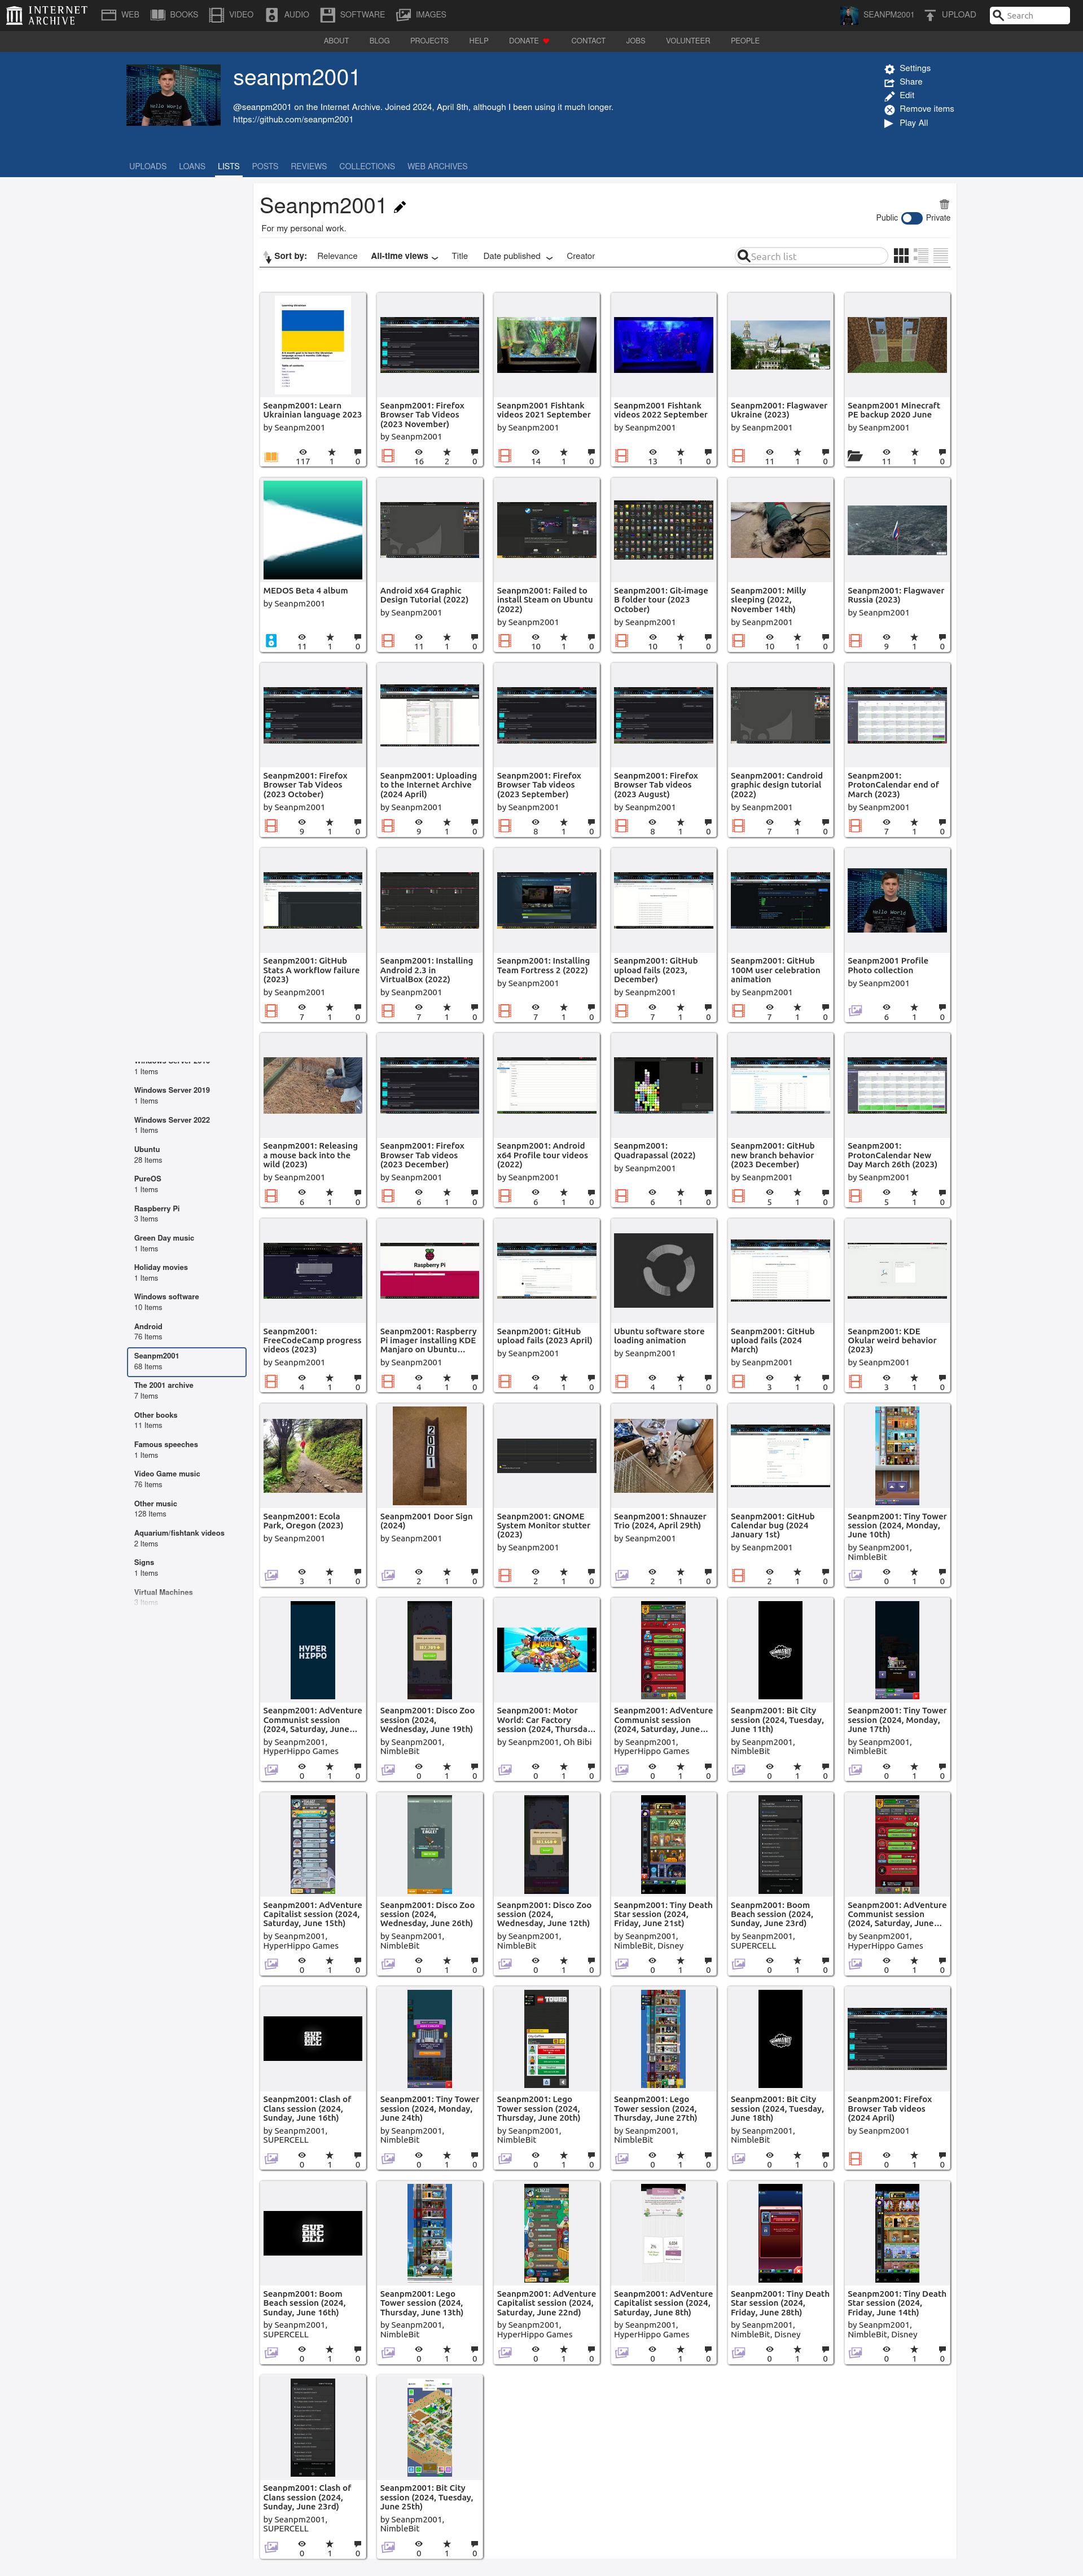 INTERNET
ARCHIVE
WEB
BOOKS
VIDEO
AUDIO
SOFTWARE
IMAGES
SEANPM2001
UPLOAD
Search
ABOUT
BLOG
PROJECTS
HELP
DONATE
CONTACT
JOBS
VOLUNTEER
PEOPLE
seanpm2001
@seanpm2001 on the Internet Archive. Joined 2024, April 8th, although I been using it much longer.
https://github.com/seanpm2001
Settings
Share
Edit
Remove items
Play All
UPLOADS
LOANS
LISTS
POSTS
REVIEWS
COLLECTIONS
WEB ARCHIVES
Seanpm2001
For my personal work.
Public
Private
Sort by:
Relevance
All-time views
Title
Date published
Creator
Search list
Seanpm2001: Learn
Ukrainian language 2023
by Seanpm2001
117 1 0
Seanpm2001: Firefox
Browser Tab Videos
(2023 November)
by Seanpm2001
16 2 0
Seanpm2001 Fishtank
videos 2021 September
by Seanpm2001
14 1 0
Seanpm2001 Fishtank
videos 2022 September
by Seanpm2001
13 1 0
Seanpm2001: Flagwaver
Ukraine (2023)
by Seanpm2001
11 1 0
Seanpm2001 Minecraft
PE backup 2020 June
by Seanpm2001
11 1 0
MEDOS Beta 4 album
by Seanpm2001
11 1 0
Android x64 Graphic
Design Tutorial (2022)
by Seanpm2001
11 1 0
Seanpm2001: Failed to
install Steam on Ubuntu
(2022)
by Seanpm2001
10 1 0
Seanpm2001: Git-image
B folder tour (2023
October)
by Seanpm2001
10 1 0
Seanpm2001: Milly
sleeping (2022,
November 14th)
by Seanpm2001
10 1 0
Seanpm2001: Flagwaver
Russia (2023)
by Seanpm2001
9 1 0
Seanpm2001: Firefox
Browser Tab Videos
(2023 October)
by Seanpm2001
9 1 0
Seanpm2001: Uploading
to the Internet Archive
(2024 April)
by Seanpm2001
9 1 0
Seanpm2001: Firefox
Browser Tab videos
(2023 September)
by Seanpm2001
8 1 0
Seanpm2001: Firefox
Browser Tab videos
(2023 August)
by Seanpm2001
8 1 0
Seanpm2001: Candroid
graphic design tutorial
(2022)
by Seanpm2001
7 1 0
Seanpm2001:
ProtonCalendar end of
March (2023)
by Seanpm2001
7 1 0
Seanpm2001: GitHub
Stats A workflow failure
(2023)
by Seanpm2001
7 1 0
Seanpm2001: Installing
Android 2.3 in
VirtualBox (2022)
by Seanpm2001
7 1 0
Seanpm2001: Installing
Team Fortress 2 (2022)
by Seanpm2001
7 1 0
Seanpm2001: GitHub
upload fails (2023,
December)
by Seanpm2001
7 1 0
Seanpm2001: GitHub
100M user celebration
animation
by Seanpm2001
7 1 0
Hello World
Seanpm2001 Profile
Photo collection
by Seanpm2001
6 1 0
Seanpm2001: Releasing
a mouse back into the
wild (2023)
by Seanpm2001
6 1 0
Seanpm2001: Firefox
Browser Tab videos
(2023 December)
by Seanpm2001
6 1 0
Seanpm2001: Android
x64 Profile tour videos
(2022)
by Seanpm2001
6 1 0
Seanpm2001:
Quadrapassal (2022)
by Seanpm2001
6 1 0
Seanpm2001: GitHub
new branch behavior
(2023 December)
by Seanpm2001
5 1 0
Seanpm2001:
ProtonCalendar New
Day March 26th (2023)
by Seanpm2001
5 1 0
Seanpm2001:
FreeCodeCamp progress
videos (2023)
by Seanpm2001
4 1 0
Raspberry Pi
Seanpm2001: Raspberry
Pi imager installing KDE
Manjaro on Ubuntu...
by Seanpm2001
4 1 0
Seanpm2001: GitHub
upload fails (2023 April)
by Seanpm2001
4 1 0
Ubuntu software store
loading animation
by Seanpm2001
4 1 0
Seanpm2001: GitHub
upload fails (2024
March)
by Seanpm2001
3 1 0
Seanpm2001: KDE
Okular weird behavior
(2023)
by Seanpm2001
3 1 0
Seanpm2001: Ecola
Park, Oregon (2023)
by Seanpm2001
3 1 0
2001
Seanpm2001 Door Sign
(2024)
by Seanpm2001
2 1 0
Seanpm2001: GNOME
System Monitor stutter
(2023)
by Seanpm2001
2 1 0
Seanpm2001: Shnauzer
Trio (2024, April 29th)
by Seanpm2001
2 1 0
Seanpm2001: GitHub
Calendar bug (2024
January 1st)
by Seanpm2001
2 1 0
Seanpm2001: Tiny Tower
session (2024, Monday,
June 10th)
by Seanpm2001,
NimbleBit
0 1 0
HYPER
HIPPO
Seanpm2001: AdVenture
Communist session
(2024, Saturday, June...
by Seanpm2001,
HyperHippo Games
0 1 0
Seanpm2001: Disco Zoo
session (2024,
Wednesday, June 19th)
by Seanpm2001,
NimbleBit
0 1 0
Seanpm2001: Motor
World: Car Factory
session (2024, Thursda...
by Seanpm2001, Oh Bibi
0 1 0
Seanpm2001: AdVenture
Communist session
(2024, Saturday, June...
by Seanpm2001,
HyperHippo Games
0 1 0
Seanpm2001: Bit City
session (2024, Tuesday,
June 11th)
by Seanpm2001,
NimbleBit
0 1 0
Seanpm2001: Tiny Tower
session (2024, Monday,
June 17th)
by Seanpm2001,
NimbleBit
0 1 0
Seanpm2001: AdVenture
Capitalist session (2024,
Saturday, June 15th)
by Seanpm2001,
HyperHippo Games
0 1 0
Seanpm2001: Disco Zoo
session (2024,
Wednesday, June 26th)
by Seanpm2001,
NimbleBit
0 1 0
Seanpm2001: Disco Zoo
session (2024,
Wednesday, June 12th)
by Seanpm2001,
NimbleBit
0 1 0
Seanpm2001: Tiny Death
Star session (2024,
Friday, June 21st)
by Seanpm2001,
NimbleBit, Disney
0 1 0
Seanpm2001: Boom
Beach session (2024,
Sunday, June 23rd)
by Seanpm2001,
SUPERCELL
0 1 0
Seanpm2001: AdVenture
Communist session
(2024, Saturday, June...
by Seanpm2001,
HyperHippo Games
0 1 0
SUPERCELL
Seanpm2001: Clash of
Clans session (2024,
Sunday, June 16th)
by Seanpm2001,
SUPERCELL
0 1 0
Seanpm2001: Tiny Tower
session (2024, Monday,
June 24th)
by Seanpm2001,
NimbleBit
0 1 0
TOWER
Seanpm2001: Lego
Tower session (2024,
Thursday, June 20th)
by Seanpm2001,
NimbleBit
0 1 0
Seanpm2001: Lego
Tower session (2024,
Thursday, June 27th)
by Seanpm2001,
NimbleBit
0 1 0
Seanpm2001: Bit City
session (2024, Tuesday,
June 18th)
by Seanpm2001,
NimbleBit
0 1 0
Seanpm2001: Firefox
Browser Tab videos
(2024 April)
by Seanpm2001
0 1 0
SUPERCELL
Seanpm2001: Boom
Beach session (2024,
Sunday, June 16th)
by Seanpm2001,
SUPERCELL
0 1 0
Seanpm2001: Lego
Tower session (2024,
Thursday, June 13th)
by Seanpm2001,
NimbleBit
0 1 0
Seanpm2001: AdVenture
Capitalist session (2024,
Saturday, June 22nd)
by Seanpm2001,
HyperHippo Games
0 1 0
Seanpm2001: AdVenture
Capitalist session (2024,
Saturday, June 8th)
by Seanpm2001,
HyperHippo Games
0 1 0
Seanpm2001: Tiny Death
Star session (2024,
Friday, June 28th)
by Seanpm2001,
NimbleBit, Disney
0 1 0
Seanpm2001: Tiny Death
Star session (2024,
Friday, June 14th)
by Seanpm2001,
NimbleBit, Disney
0 1 0
Seanpm2001: Clash of
Clans session (2024,
Sunday, June 23rd)
by Seanpm2001,
SUPERCELL
0 1 0
Seanpm2001: Bit City
session (2024, Tuesday,
June 25th)
by Seanpm2001,
NimbleBit
0 1 0
1 Items
Windows Server 2019
1 Items
Windows Server 2022
1 Items
Ubuntu
28 Items
PureOS
1 Items
Raspberry Pi
3 Items
Green Day music
1 Items
Holiday movies
1 Items
Windows software
10 Items
Android
76 Items
Seanpm2001
68 Items
The 2001 archive
7 Items
Other books
11 Items
Famous speeches
1 Items
Video Game music
76 Items
Other music
128 Items
Aquarium/fishtank videos
2 Items
Signs
1 Items
Virtual Machines